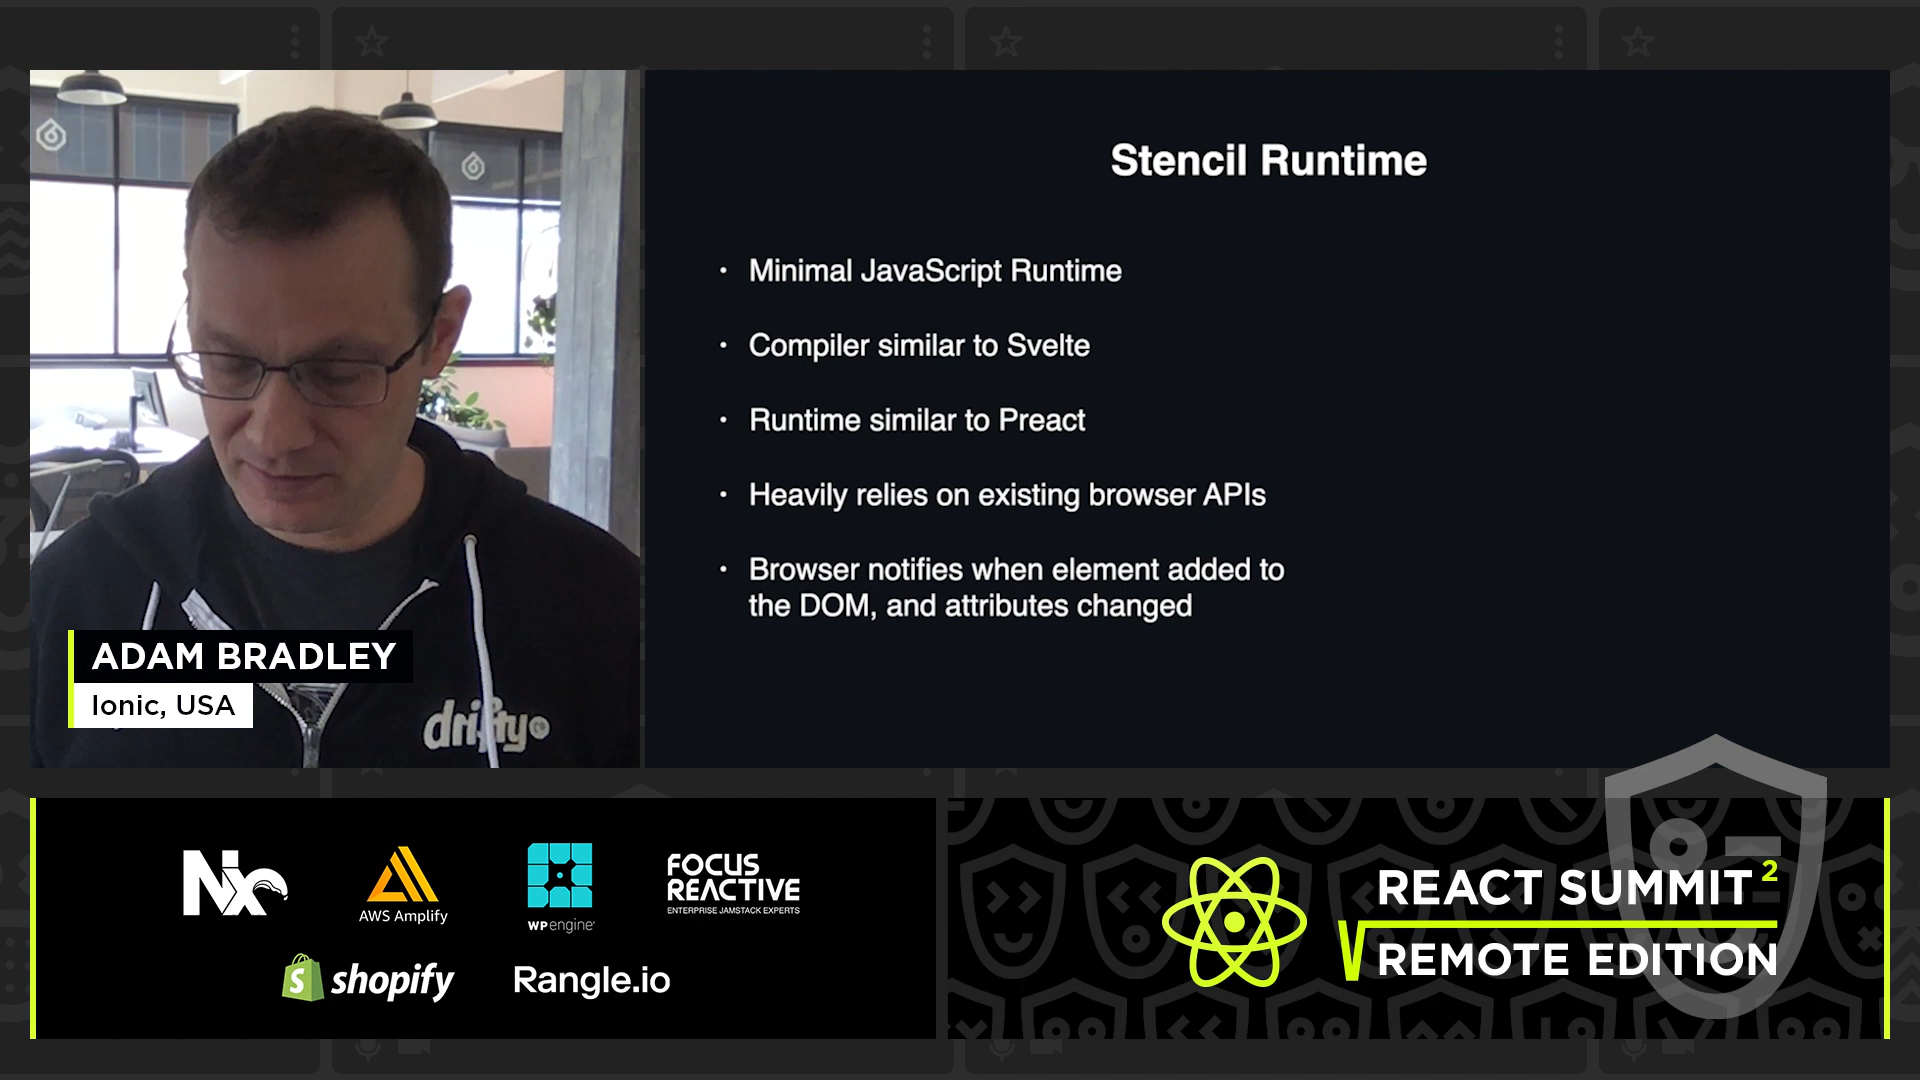 Stencil Runtime
• Minimal JavaScript Runtime
• Compiler similar to Svelte
• Runtime similar to Preact
• Heavily relies on existing browser APIs
• Browser notifies when element added to
the DOM, and attributes changed
ADAM BRADLEY
Ionic, USA
drifty co
Nx
AWS Amplify
WP engine
FOCUS
REACTIVE
ENTERPRISE JAMSTACK EXPERTS
shopify
Rangle.io
REACT SUMMIT 2
REMOTE EDITION